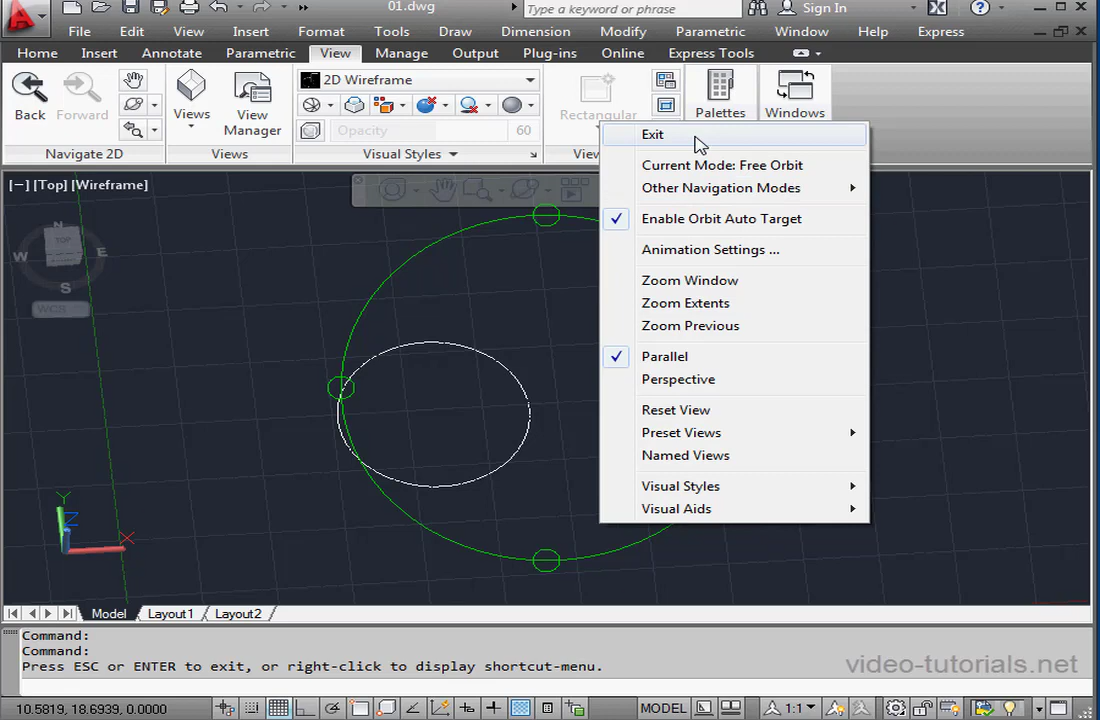 01.dwg
Type a keyword or phrase
Sign In
File Edit View Insert Format Tools Draw Dimension Modify Parametric Window Help Express
Home Insert Annotate Parametric View Manage Output Plug-ins Online Express Tools
Back
Forward
Views
View
Manager
2D Wireframe
Opacity 60
Rectangular
Palettes
Windows
Navigate 2D
Views
Visual Styles
[−] [Top] [Wireframe]
Exit
Current Mode: Free Orbit
Other Navigation Modes
Enable Orbit Auto Target
Animation Settings ...
Zoom Window
Zoom Extents
Zoom Previous
Parallel
Perspective
Reset View
Preset Views
Named Views
Visual Styles
Visual Aids
N
TOP
W
E
S
Y
Z
X
Model Layout1 Layout2
Command:
Command:
Press ESC or ENTER to exit, or right-click to display shortcut-menu.
video-tutorials.net
10.5819, 18.6939, 0.0000
MODEL
1:1